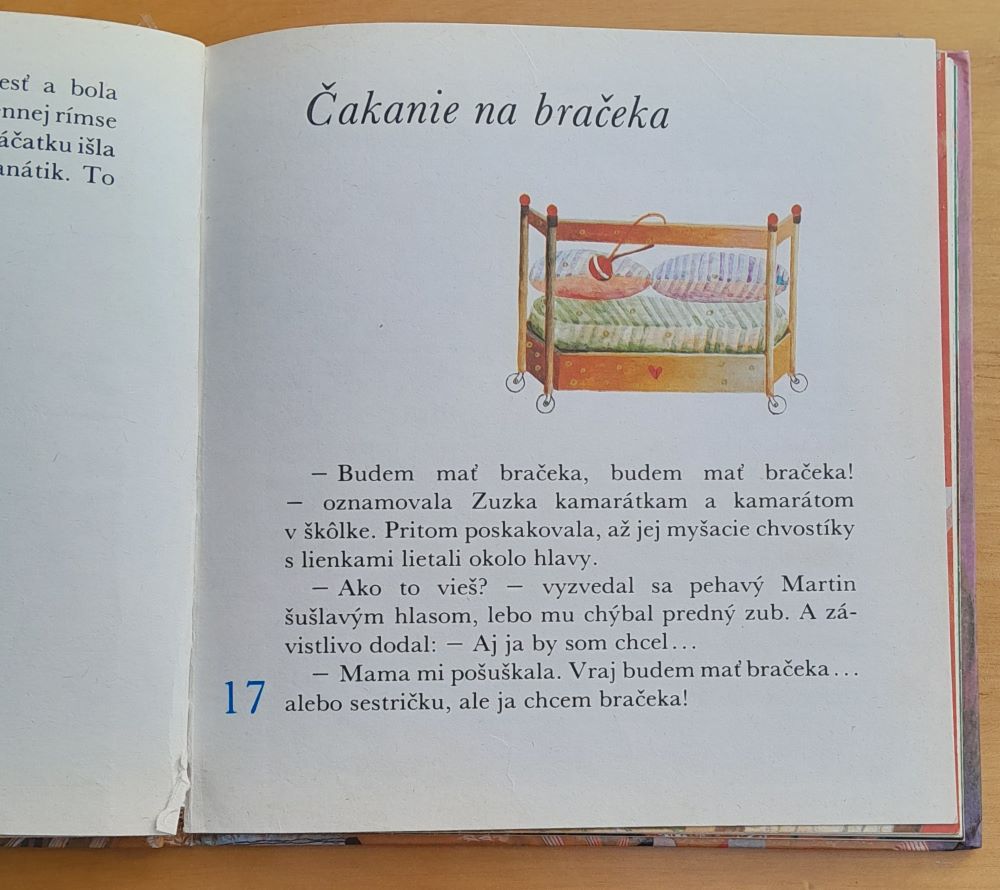 esť a bola
nnej rímse
áčatku išla
anátik. To
Čakanie na bračeka
— Budem mať bračeka, budem mať bračeka!
— oznamovala Zuzka kamarátkam a kamarátom
v škôlke. Pritom poskakovala, až jej myšacie chvostíky
s lienkami lietali okolo hlavy.
— Ako to vieš? — vyzvedal sa pehavý Martin
šušlavým hlasom, lebo mu chýbal predný zub. A zá-
vistlivo dodal: — Aj ja by som chcel...
— Mama mi pošuškala. Vraj budem mať bračeka...
alebo sestričku, ale ja chcem bračeka!
17